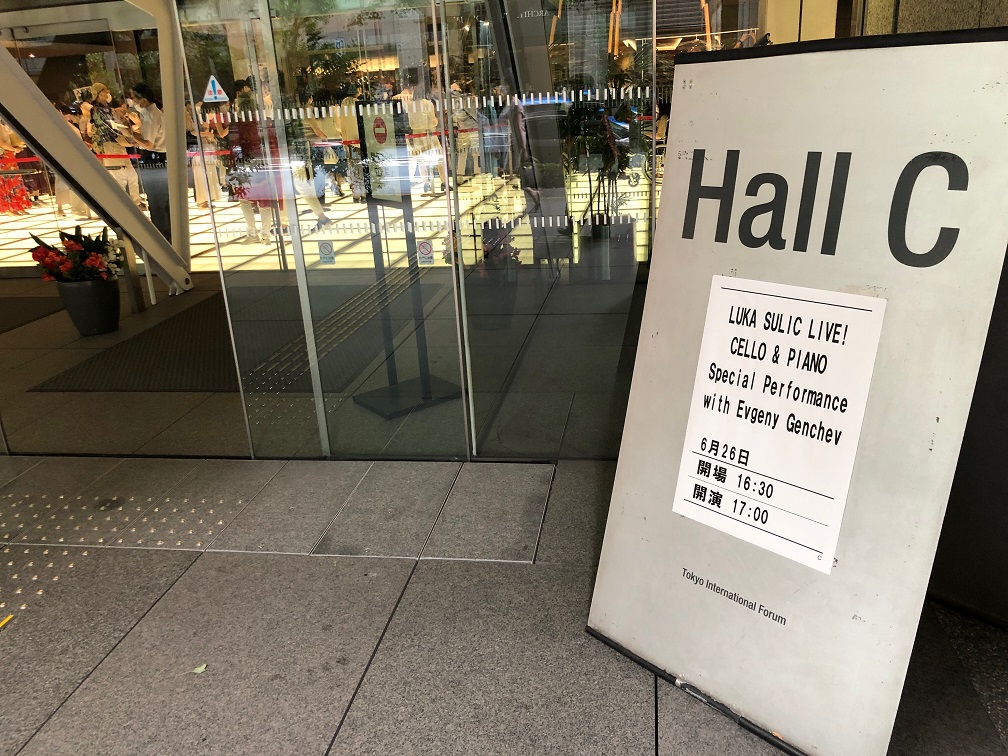 Hall C
LUKA SULIC LIVE!
CELLO & PIANO
Special Performance
with Evgeny Genchev
6月26日
開場 16:30
開演 17:00
C
Tokyo International Forum